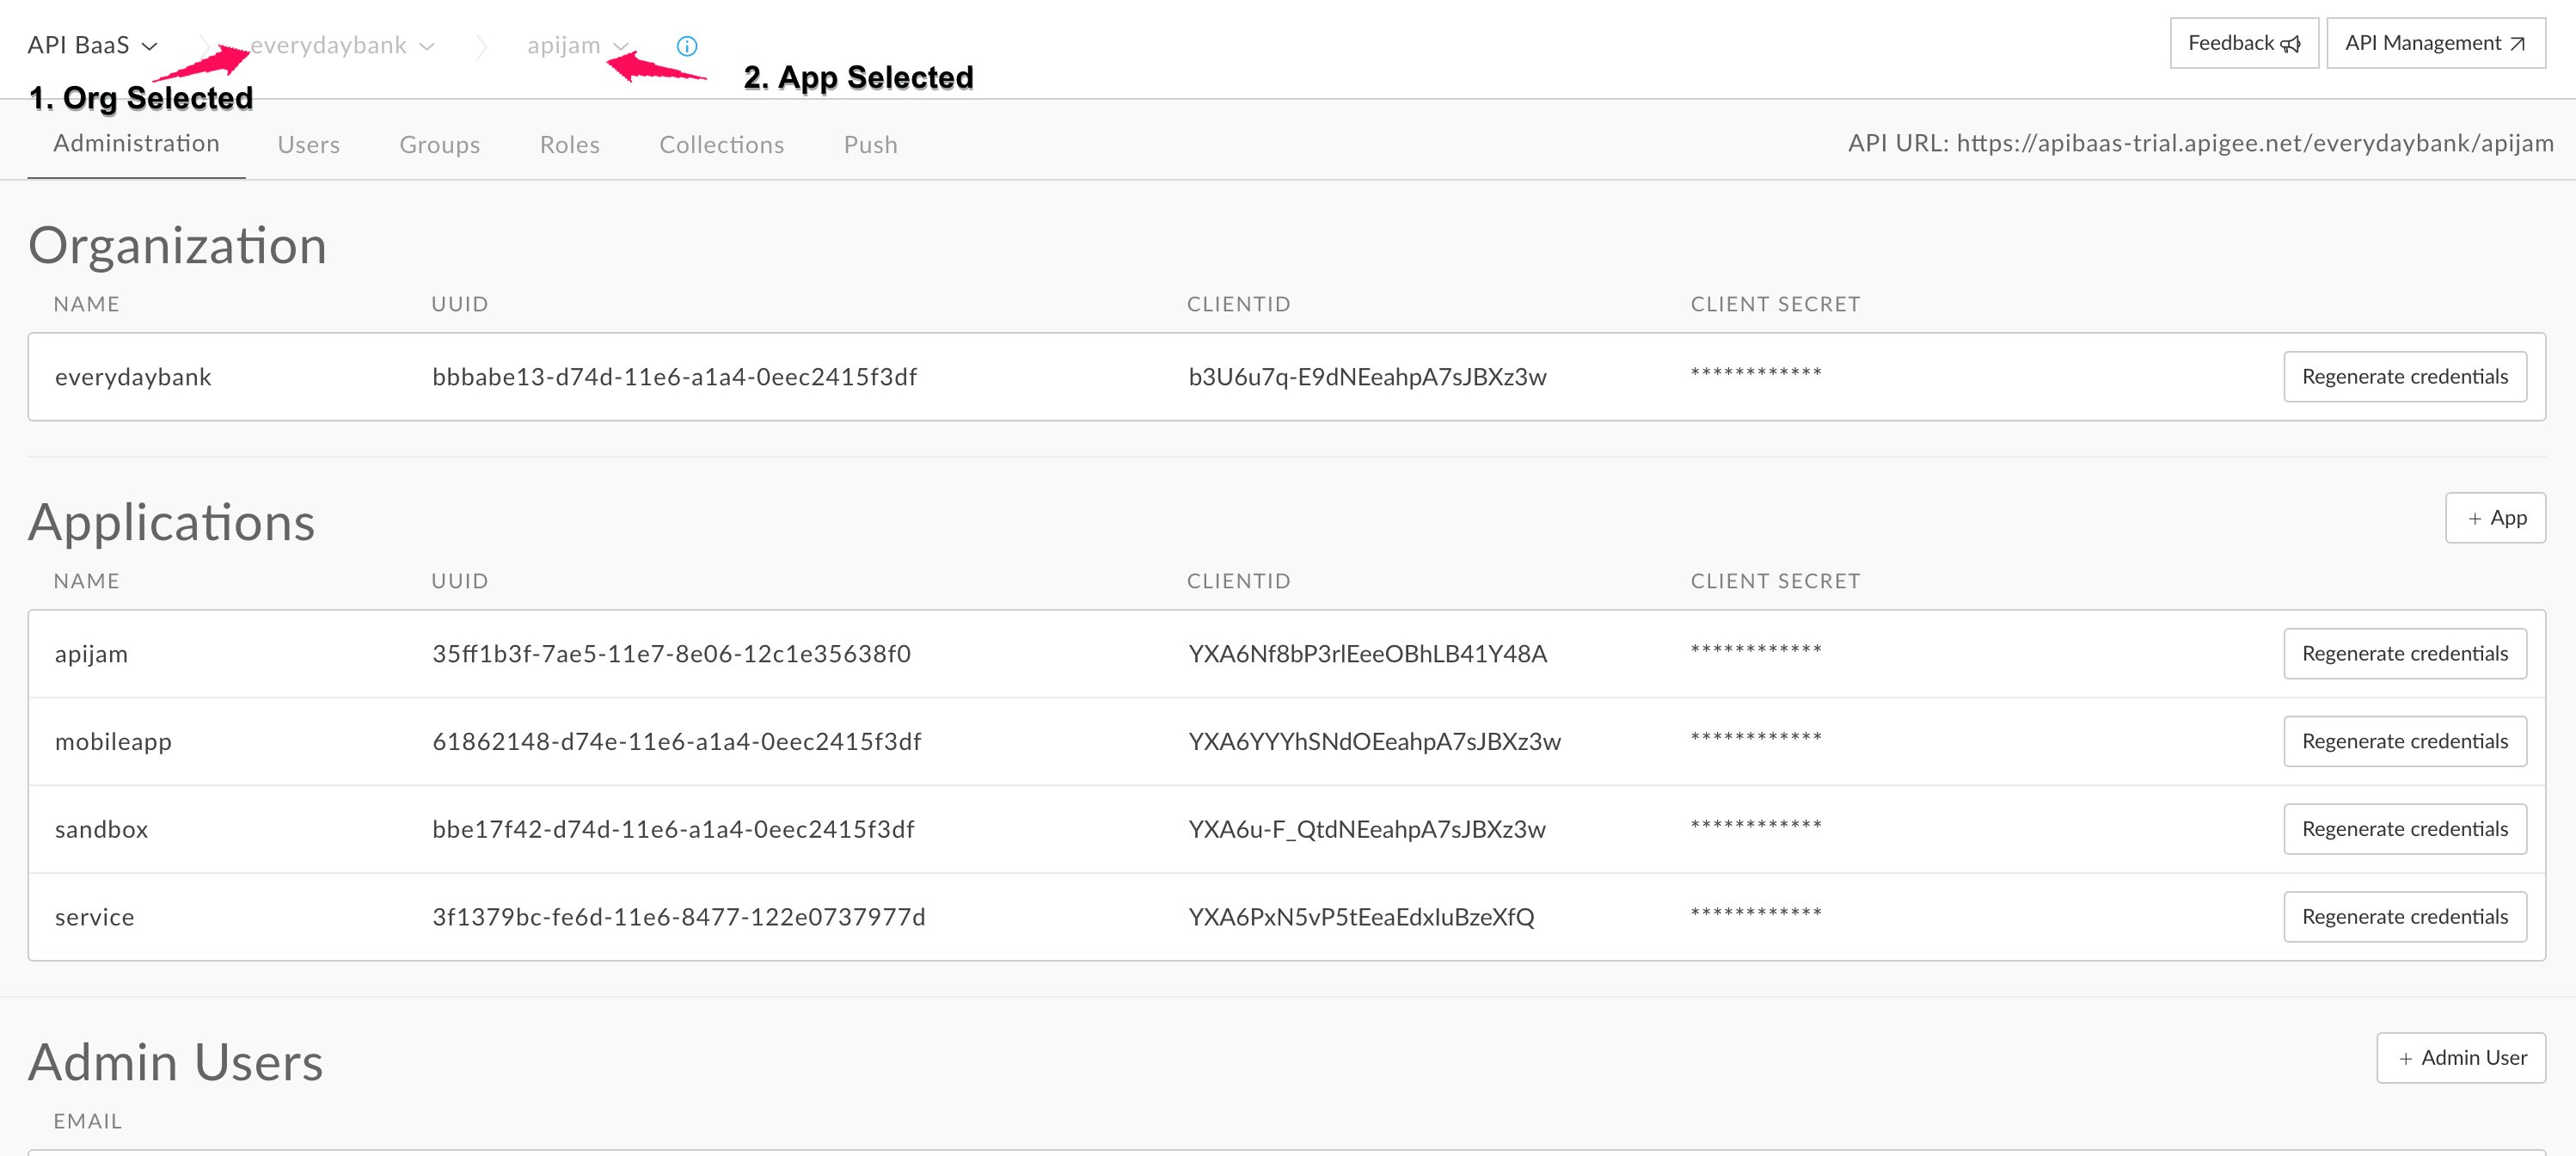 API BaaS everydaybank apijam Feedback API Management
1. Org Selected 2. App Selected
Administration Users Groups Roles Collections Push API URL: https://apibaas-trial.apigee.net/everydaybank/apijam
Organization
NAME UUID CLIENTID CLIENT SECRET
everydaybank bbbabe13-d74d-11e6-a1a4-0eec2415f3df b3U6u7q-E9dNEeahpA7sJBXz3w ************ Regenerate credentials
Applications + App
NAME UUID CLIENTID CLIENT SECRET
apijam 35ff1b3f-7ae5-11e7-8e06-12c1e35638f0 YXA6Nf8bP3rlEeeOBhLB41Y48A ************ Regenerate credentials
mobileapp 61862148-d74e-11e6-a1a4-0eec2415f3df YXA6YYYhSNdOEeahpA7sJBXz3w ************ Regenerate credentials
sandbox bbe17f42-d74d-11e6-a1a4-0eec2415f3df YXA6u-F_QtdNEeahpA7sJBXz3w ************ Regenerate credentials
service 3f1379bc-fe6d-11e6-8477-122e0737977d YXA6PxN5vP5tEeaEdxIuBzeXfQ ************ Regenerate credentials
Admin Users + Admin User
EMAIL